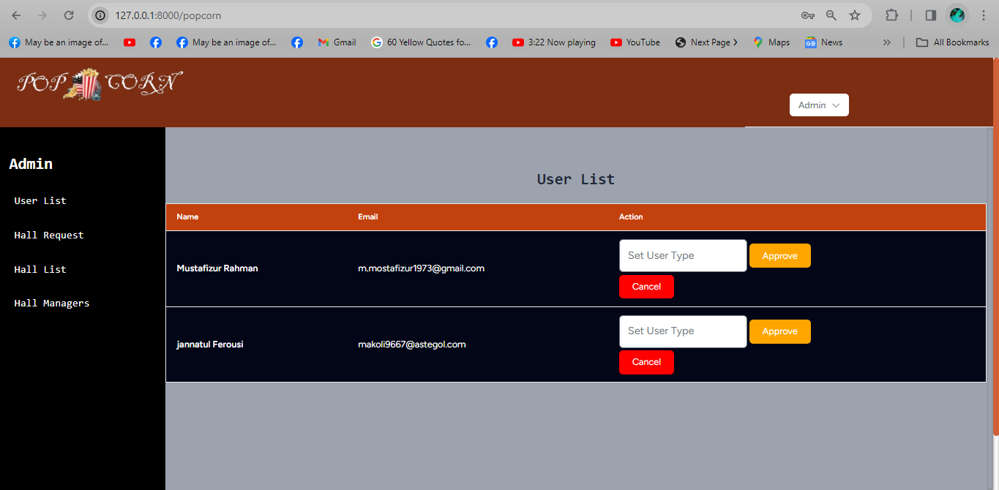 127.0.0.1:8000/popcorn
May be an image of... May be an image of... Gmail 60 Yellow Quotes fo... 3:22 Now playing YouTube Next Page > Maps News » All Bookmarks
POP CORN
Admin
Admin
User List
Hall Request
Hall List
Hall Managers
User List
Name Email Action
Mustafizur Rahman m.mostafizur1973@gmail.com Set User Type Approve
Cancel
jannatul Ferousi makoli9667@astegol.com Set User Type Approve
Cancel